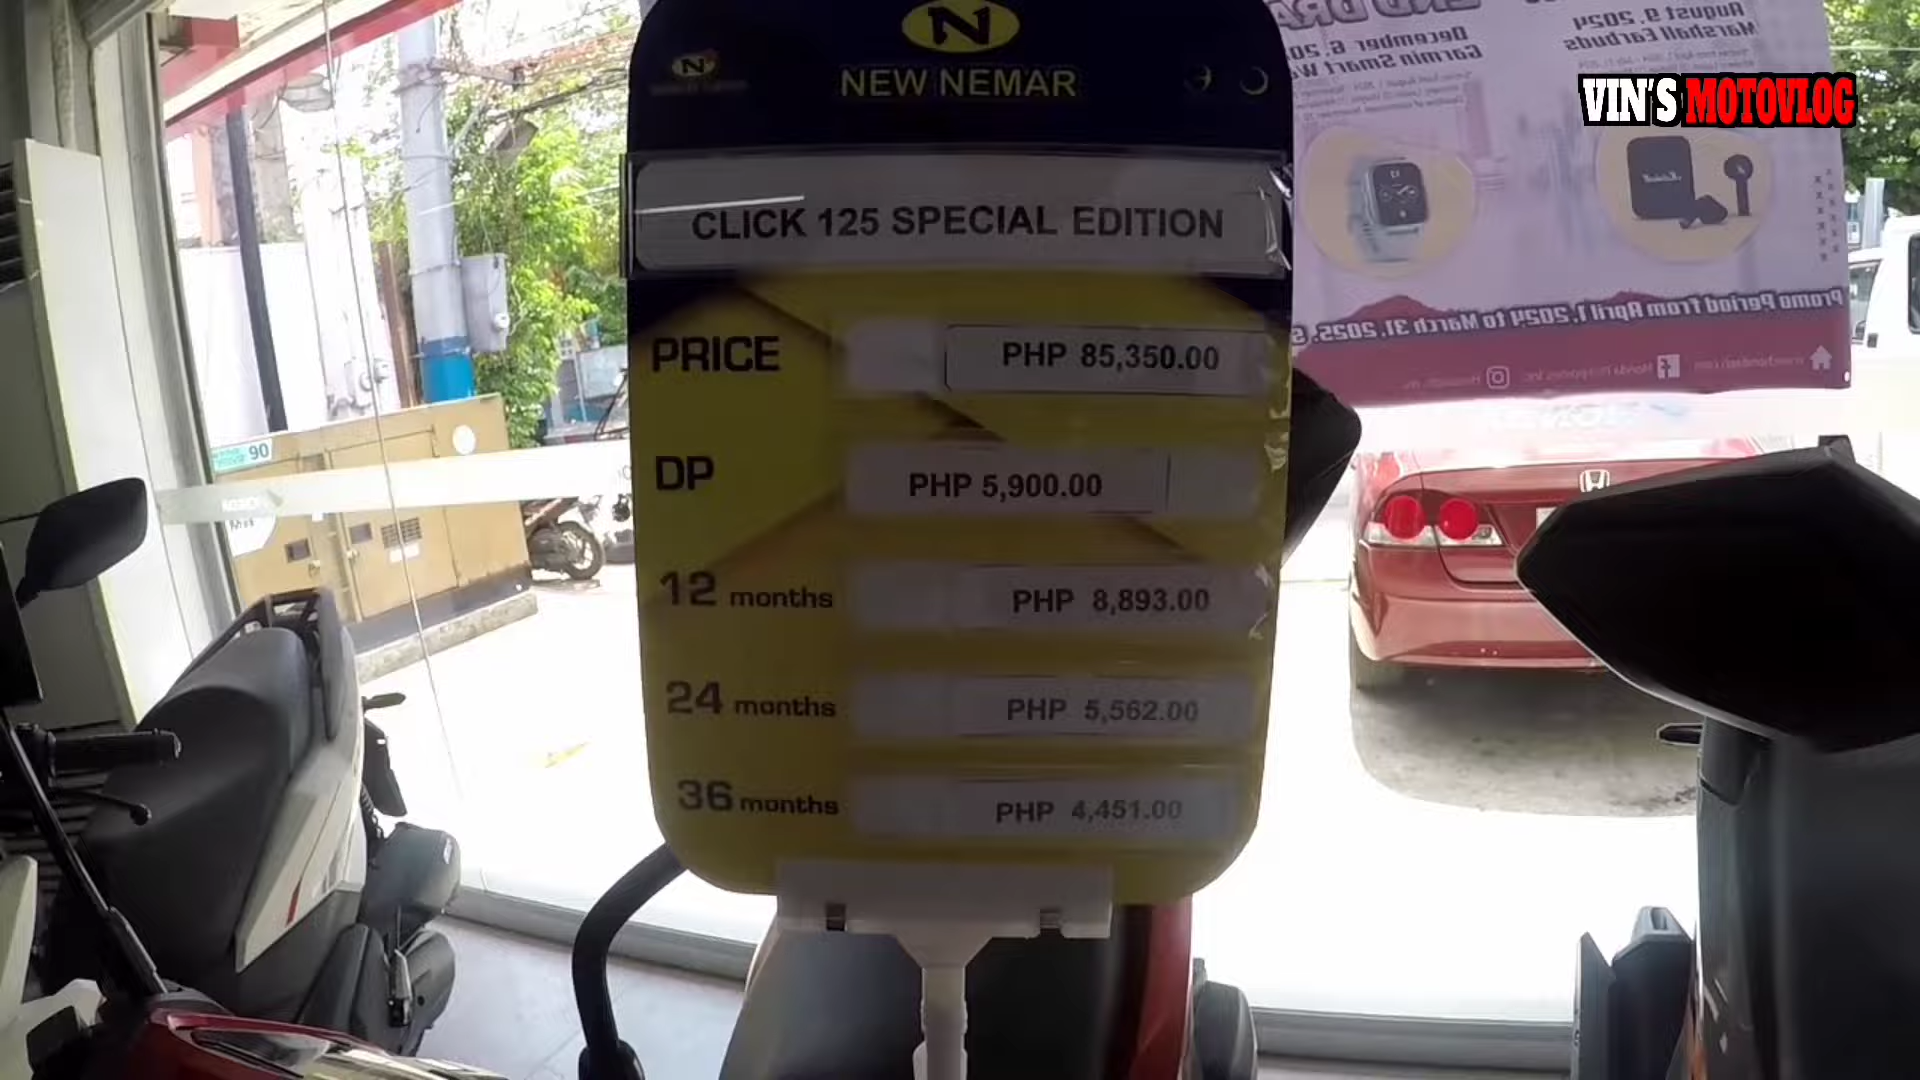 N
NEW NEMAR
VIN'S MOTOVLOG
CLICK 125 SPECIAL EDITION
PRICE PHP 85,350.00
DP PHP 5,900.00
12 months PHP 8,893.00
24 months PHP 5,562.00
36 months PHP 4,451.00
August 9, 2024
Marshall Earbuds
December 6, 20
Garmin Smart Wa
Promo Period from April 1, 2024 to March 31, 2025.
90